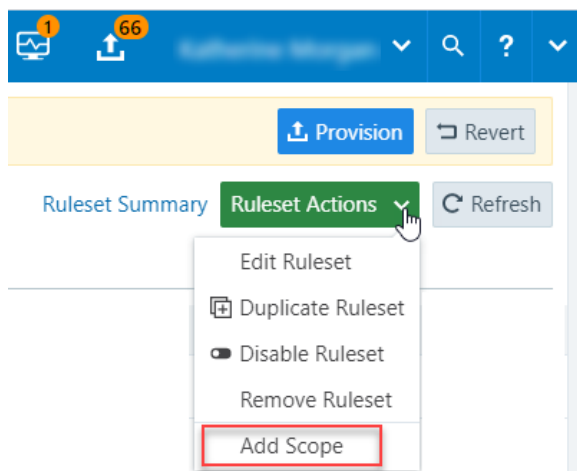 1 66
? 
Provision Revert
Ruleset Summary Ruleset Actions Refresh
Edit Ruleset
Duplicate Ruleset
Disable Ruleset
Remove Ruleset
Add Scope